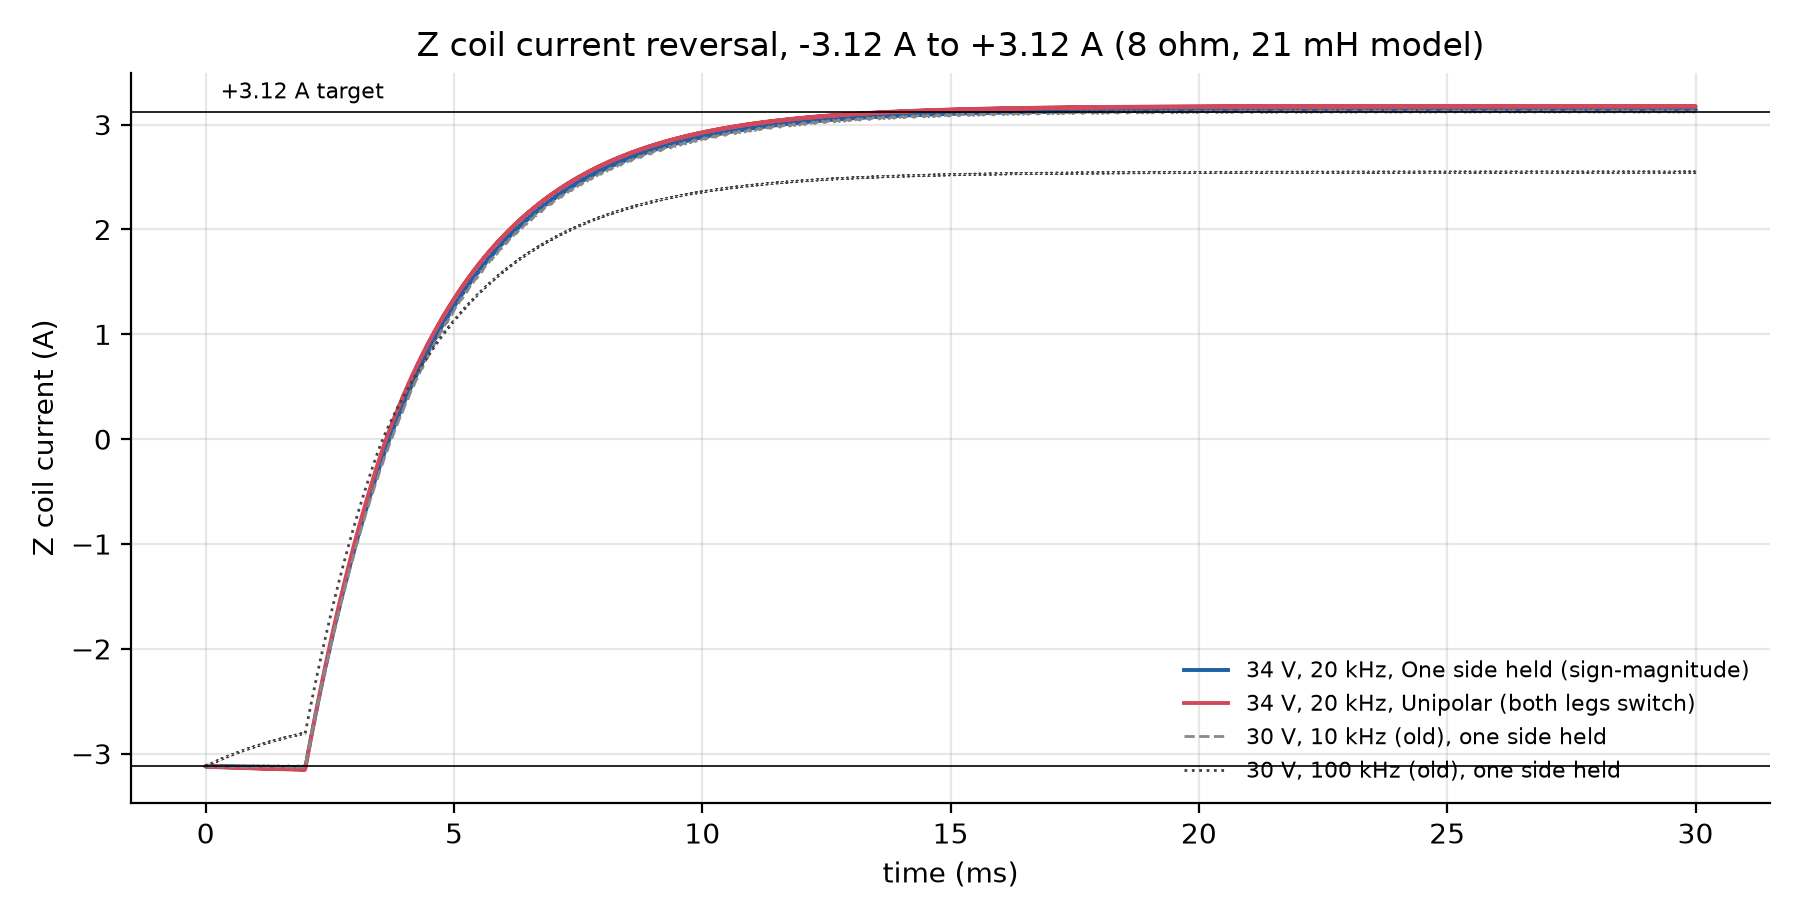 Z coil current reversal, -3.12 A to +3.12 A (8 ohm, 21 mH model)
+3.12 A target
3
2
1
0
−1
−2
−3
Z coil current (A)
34 V, 20 kHz, One side held (sign-magnitude)
34 V, 20 kHz, Unipolar (both legs switch)
30 V, 10 kHz (old), one side held
30 V, 100 kHz (old), one side held
0 5 10 15 20 25 30
time (ms)